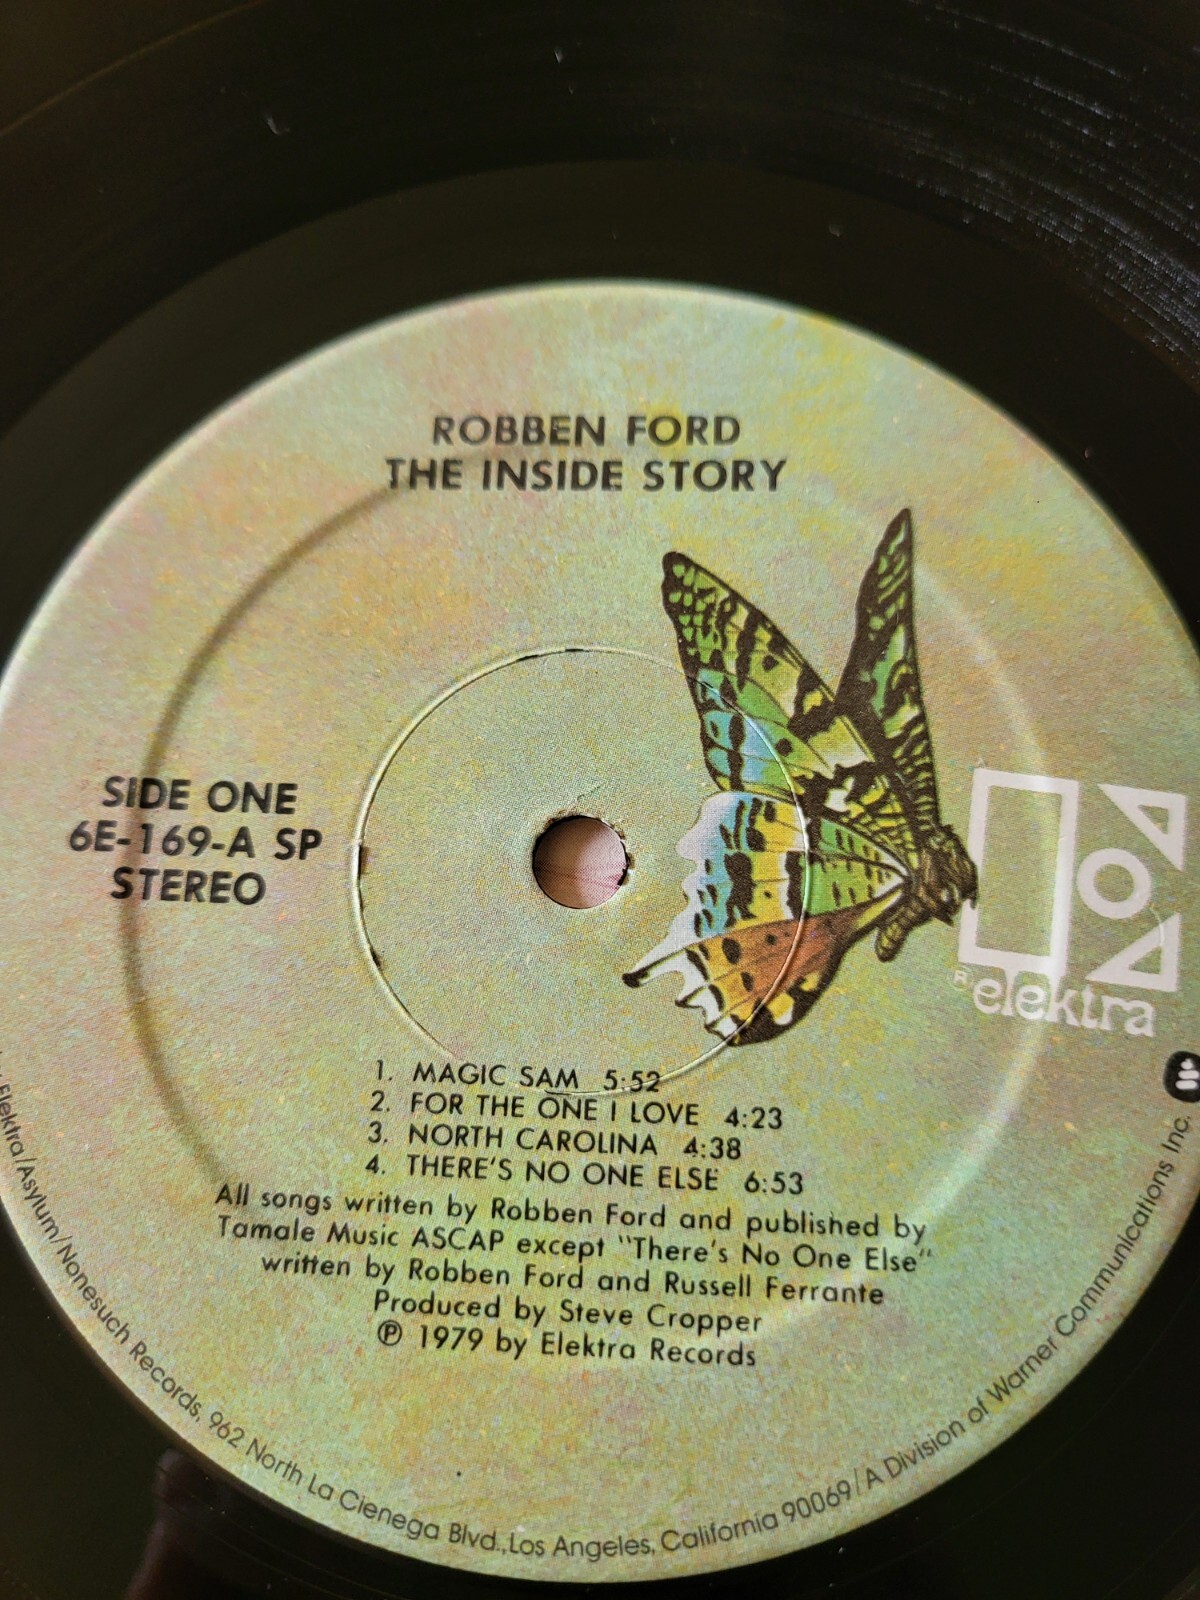 ROBBEN FORD
THE INSIDE STORY
SIDE ONE
6E-169-A SP
STEREO
® elektra
1. MAGIC SAM 5:52
2. FOR THE ONE I LOVE 4:23
3. NORTH CAROLINA 4:38
4. THERE'S NO ONE ELSE 6:53
All songs written by Robben Ford and published by
Tamale Music ASCAP except "There's No One Else"
written by Robben Ford and Russell Ferrante
Produced by Steve Cropper
℗ 1979 by Elektra Records
Elektra/Asylum/Nonesuch Records, 962 North La Cienega Blvd., Los Angeles, California 90069/A Division of Warner Communications Inc.